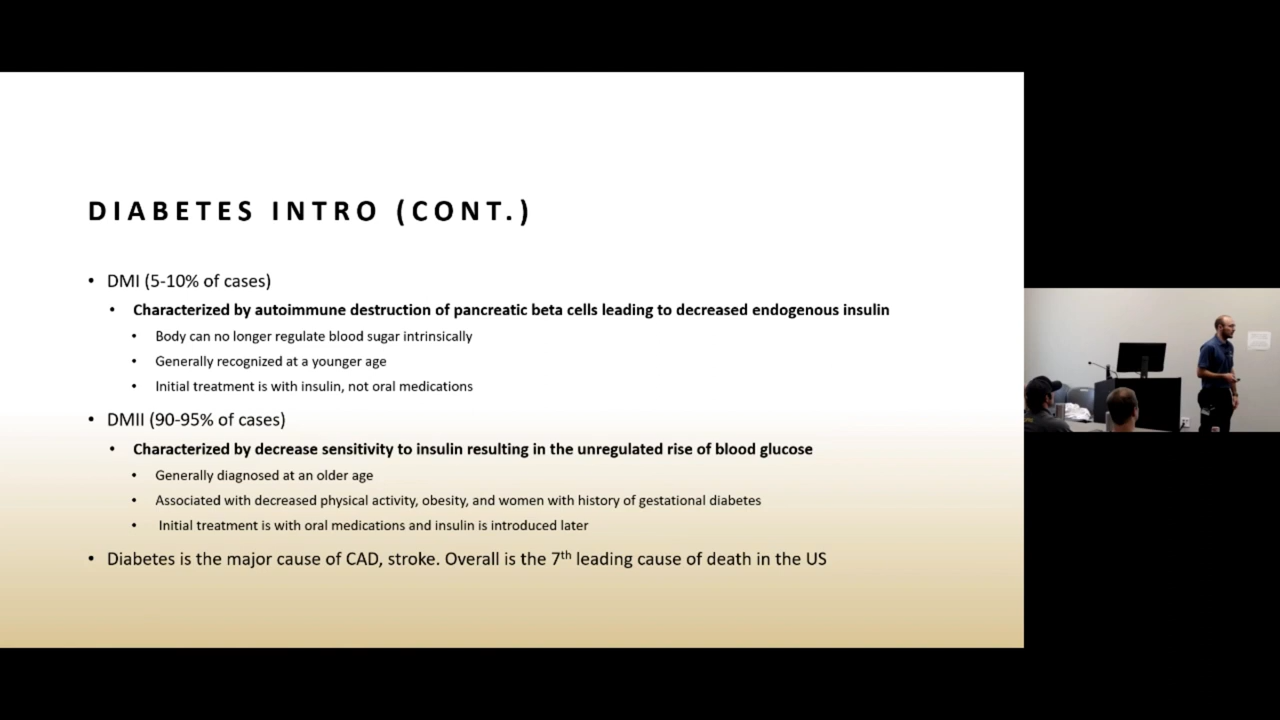 DIABETES INTRO (CONT.)
• DMI (5-10% of cases)
• Characterized by autoimmune destruction of pancreatic beta cells leading to decreased endogenous insulin
• Body can no longer regulate blood sugar intrinsically
• Generally recognized at a younger age
• Initial treatment is with insulin, not oral medications
• DMII (90-95% of cases)
• Characterized by decrease sensitivity to insulin resulting in the unregulated rise of blood glucose
• Generally diagnosed at an older age
• Associated with decreased physical activity, obesity, and women with history of gestational diabetes
• Initial treatment is with oral medications and insulin is introduced later
• Diabetes is the major cause of CAD, stroke. Overall is the 7th leading cause of death in the US